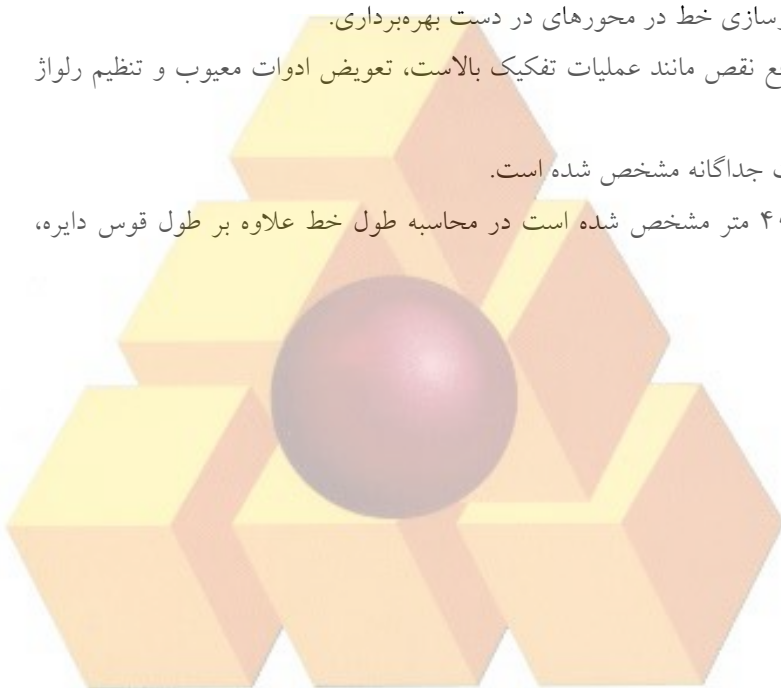 سازی خط در محورهای در دست بهره‌برداری.
نقص مانند عملیات تفکیک بالاست، تعویض ادوات معیوب و تنظیم رلواژ
جداگانه مشخص شده است.
متر مشخص شده است در محاسبه طول خط علاوه بر طول قوس دایره،